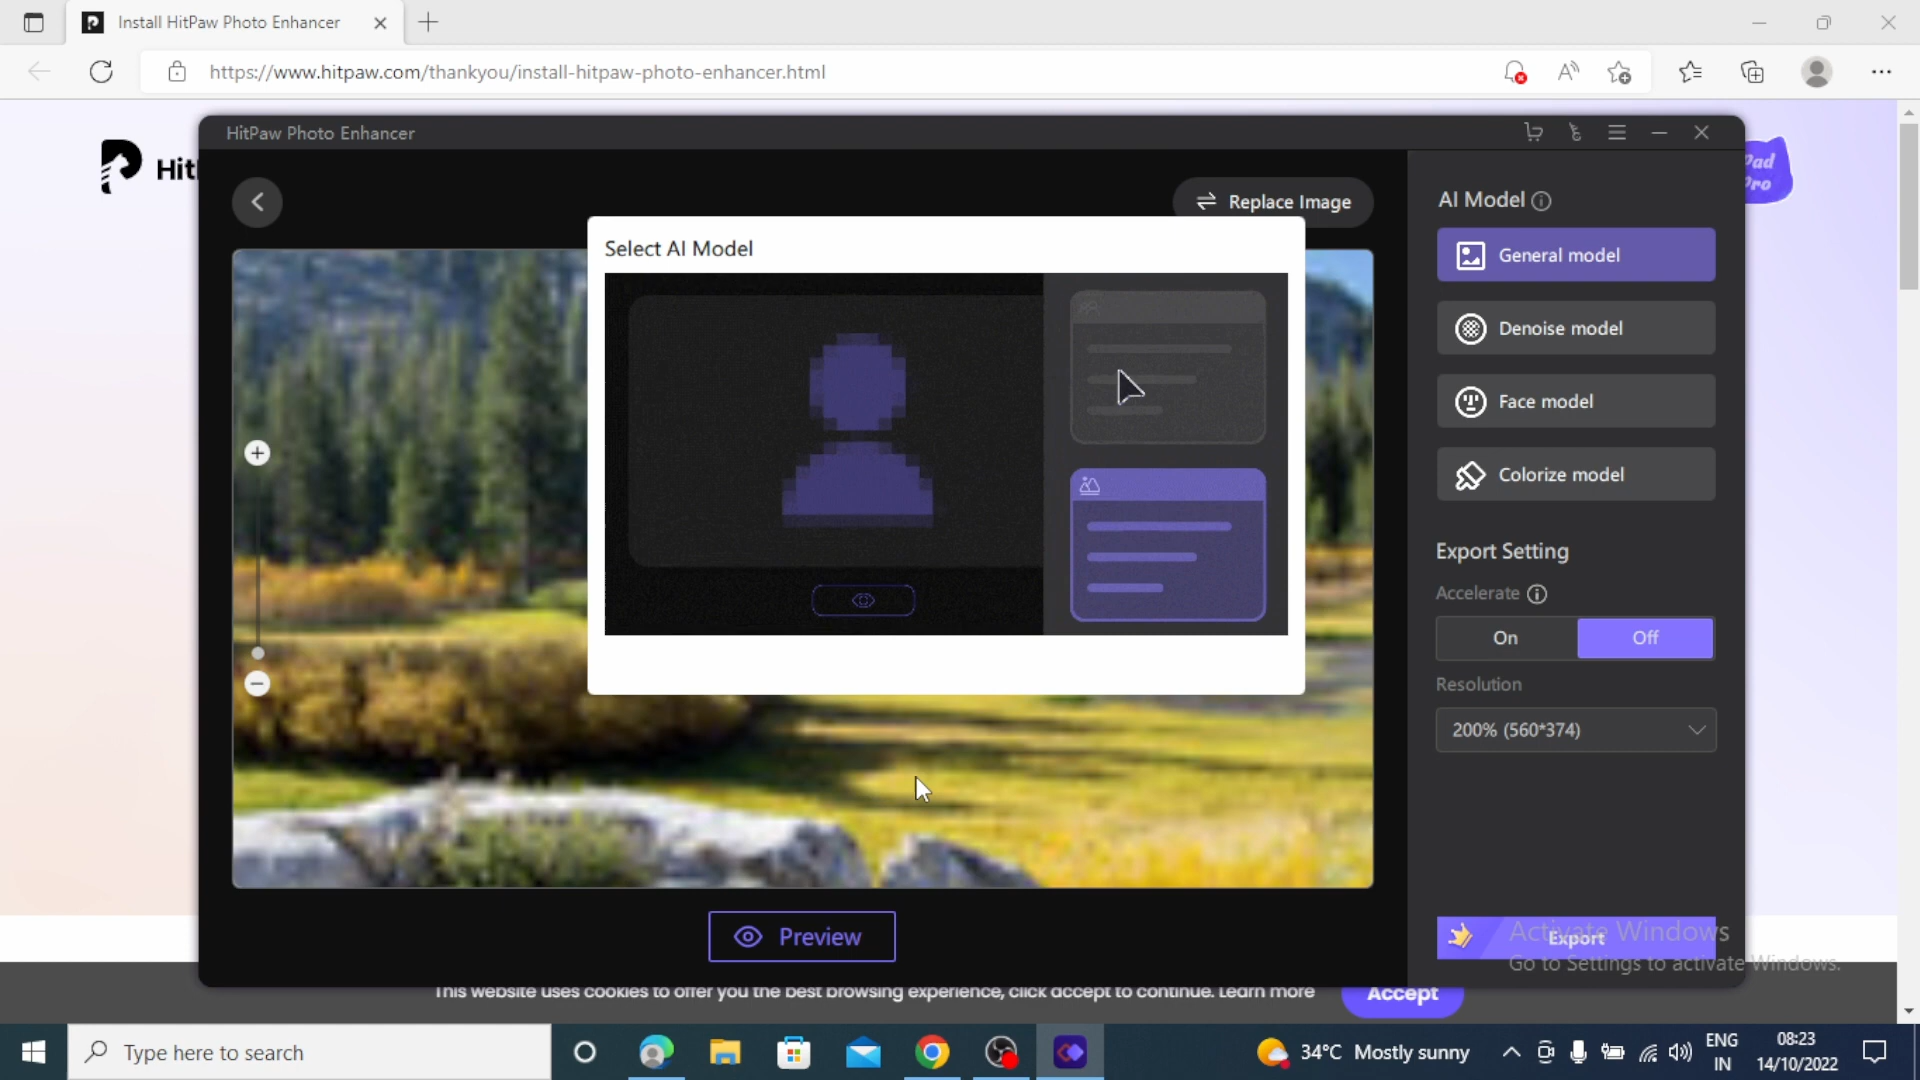 Install HitPaw Photo Enhancer
https://www.hitpaw.com/thankyou/install-hitpaw-photo-enhancer.html
HitPaw Photo Enhancer
Hit
Pad
Pro
Replace Image
AI Model
Select AI Model
General model
Denoise model
Face model
Colorize model
Export Setting
Accelerate
On
Off
Resolution
200% (560*374)
Preview
Export
Activate Windows
Go to Settings to activate Windows.
This website uses cookies to offer you the best browsing experience, click accept to continue. Learn more
Accept
Type here to search
34°C Mostly sunny
ENG
IN
08:23
14/10/2022